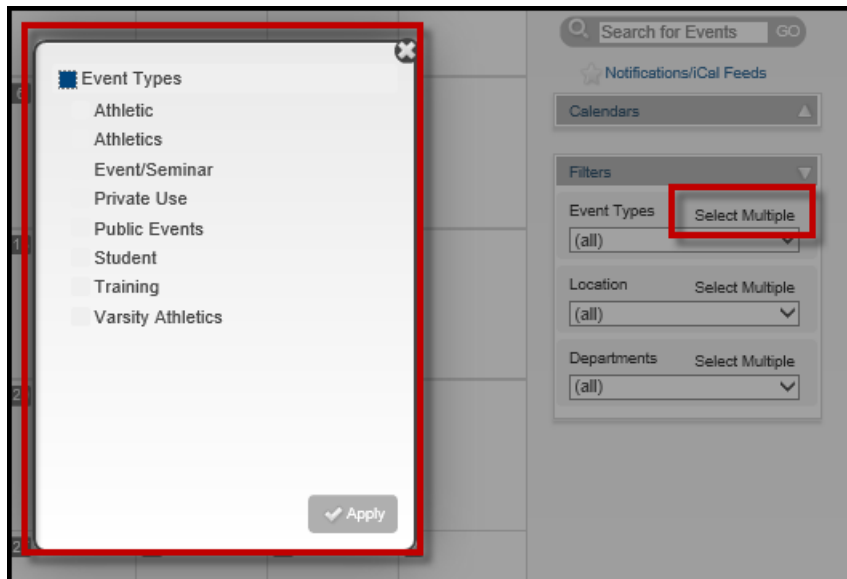 Event Types
Athletic
Athletics
Event/Seminar
Private Use
Public Events
Student
Training
Varsity Athletics
Apply
Search for Events GO
Notifications/iCal Feeds
Calendars
Filters
Event Types Select Multiple
(all)
Location Select Multiple
(all)
Departments Select Multiple
(all)